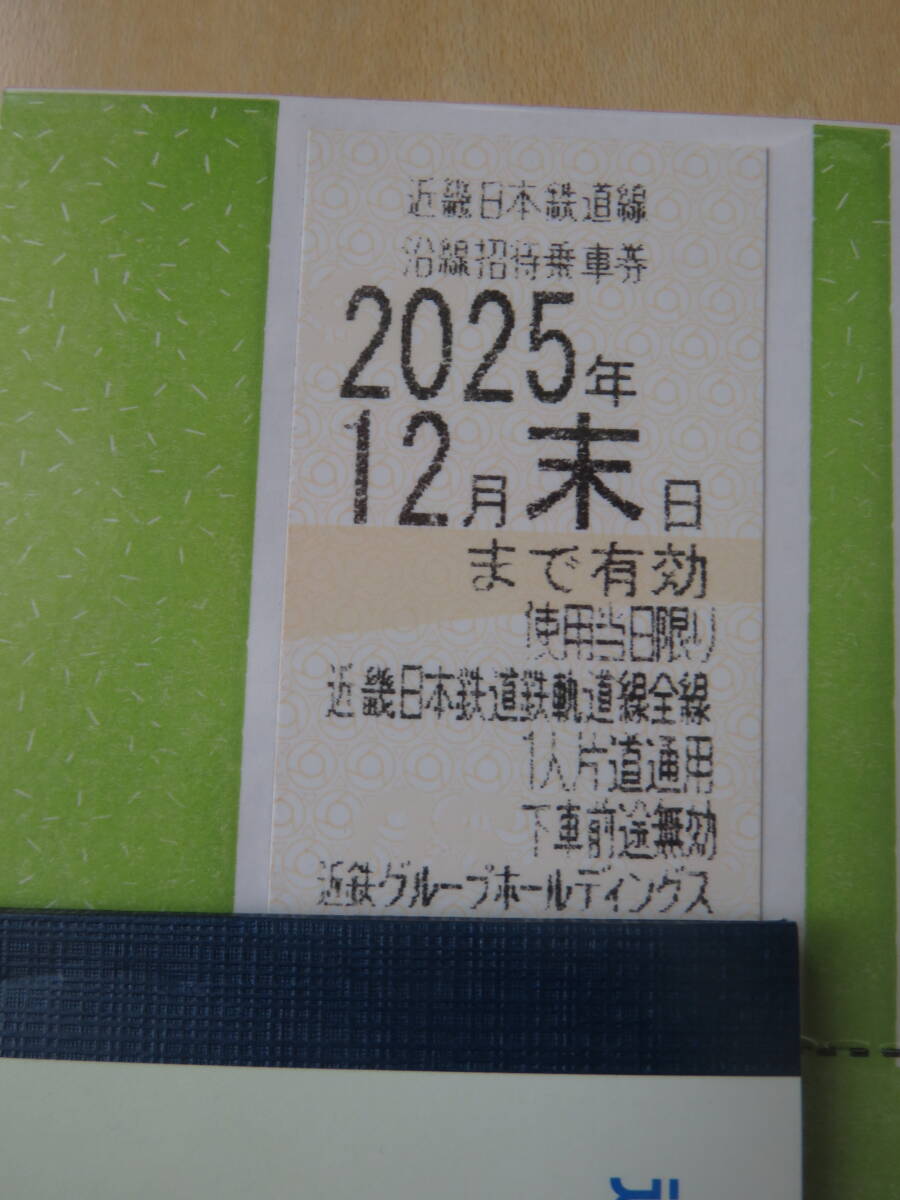 近畿日本鉄道線
沿線招待乗車券
2025年
12月末日
まで有効
使用当日限り
近畿日本鉄道鉄軌道線全線
1人片道通用
下車前途無効
近鉄グループホールディングス